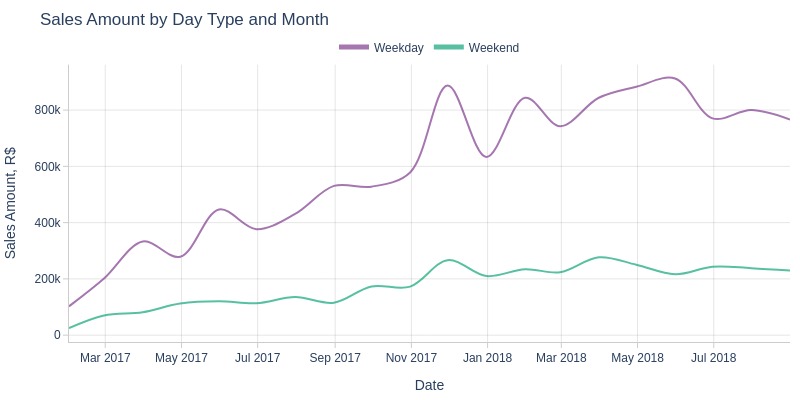 Sales Amount by Day Type and Month
Weekday Weekend
800k
600k
400k
200k
0
Sales Amount, R$
Mar 2017 May 2017 Jul 2017 Sep 2017 Nov 2017 Jan 2018 Mar 2018 May 2018 Jul 2018
Date